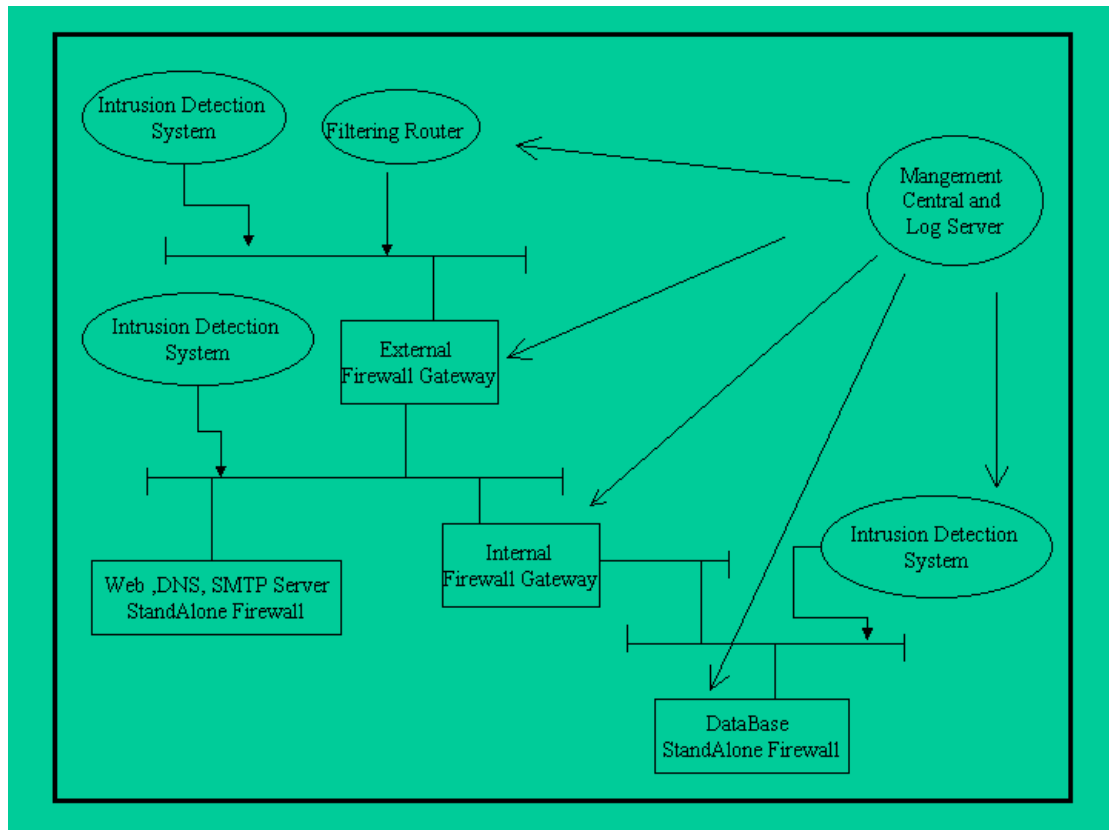 Intrusion Detection
System
Filtering Router
Mangement
Central and
Log Server
Intrusion Detection
System
External
Firewall Gateway
Internal
Firewall Gateway
Intrusion Detection
System
Web ,DNS, SMTP Server
StandAlone Firewall
DataBase
StandAlone Firewall